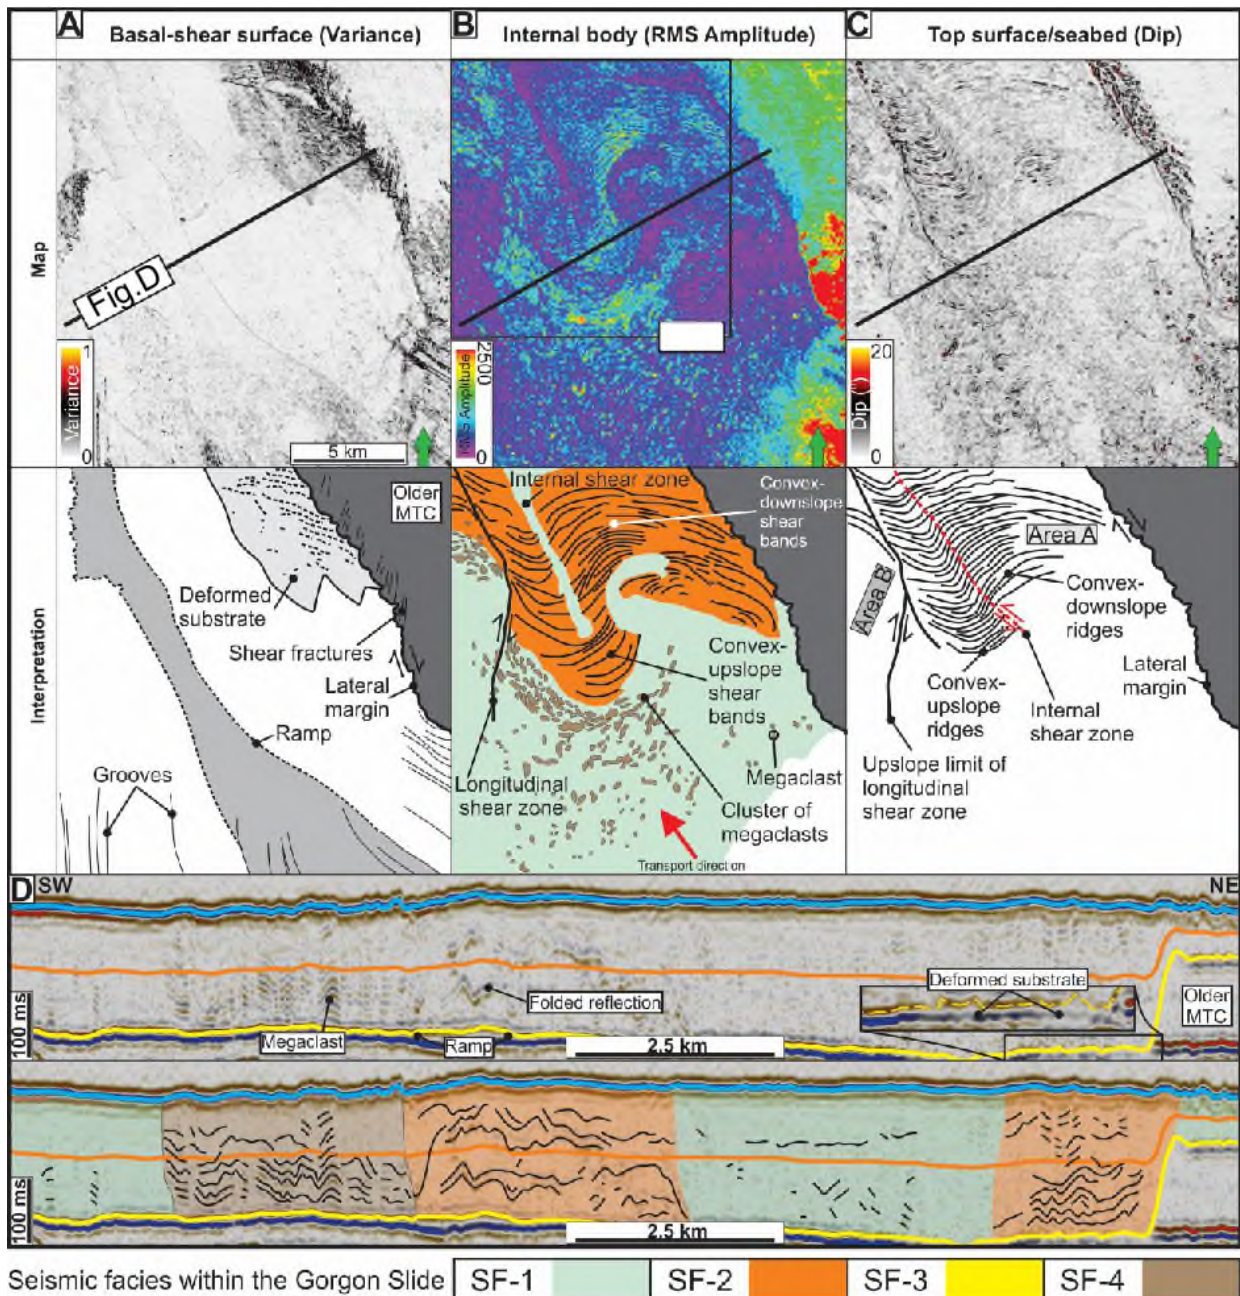 A Basal-shear surface (Variance)
B Internal body (RMS Amplitude)
C Top surface/seabed (Dip)
Map
Fig.D
1
Variance
0
5 km
2500
RMS Amplitude
0
20
Dip (°)
0
Interpretation
Older
MTC
Deformed
substrate
Shear fractures
Lateral
margin
Ramp
Grooves
Internal shear zone
Convex-
downslope
shear
bands
Convex-
upslope
shear
bands
Megaclast
Longitudinal
shear zone
Cluster of
megaclasts
Transport direction
Area A
Area B
Convex-
downslope
ridges
Convex-
upslope
ridges
Internal
shear zone
Lateral
margin
Upslope limit of
longitudinal
shear zone
D SW
NE
Deformed substrate
Folded reflection
Megaclast
Ramp
Older
MTC
100 ms
2.5 km
100 ms
2.5 km
Seismic facies within the Gorgon Slide SF-1 SF-2 SF-3 SF-4